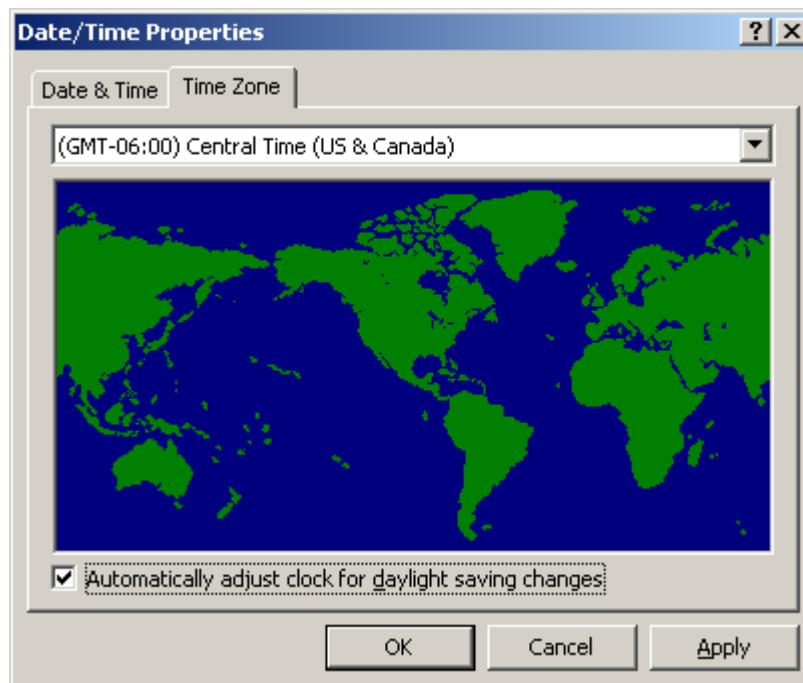 Date/Time Properties
Date & Time
Time Zone
(GMT-06:00) Central Time (US & Canada)
Automatically adjust clock for daylight saving changes
OK
Cancel
Apply